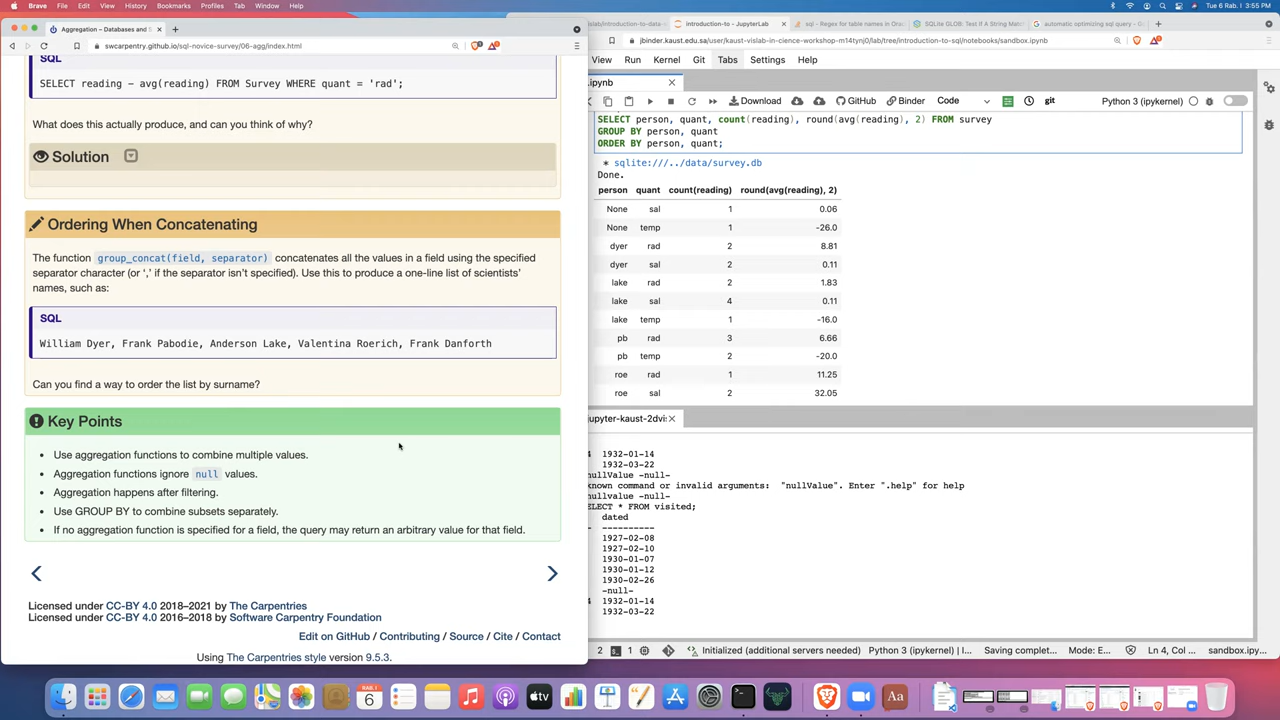 Brave File Edit View History Bookmarks Profiles Tab Window Help
Tue 6 Rab. I 3:55 PM
Aggregation – Databases and S
swcarpentry.github.io/sql-novice-survey/06-agg/index.html
SQL
SELECT reading - avg(reading) FROM Survey WHERE quant = 'rad';
What does this actually produce, and can you think of why?
Solution
Ordering When Concatenating
The function group_concat(field, separator) concatenates all the values in a field using the specified
separator character (or ',' if the separator isn't specified). Use this to produce a one-line list of scientists'
names, such as:
SQL
William Dyer, Frank Pabodie, Anderson Lake, Valentina Roerich, Frank Danforth
Can you find a way to order the list by surname?
Key Points
Use aggregation functions to combine multiple values.
Aggregation functions ignore null values.
Aggregation happens after filtering.
Use GROUP BY to combine subsets separately.
If no aggregation function is specified for a field, the query may return an arbitrary value for that field.
Licensed under CC-BY 4.0 2018–2021 by The Carpentries
Licensed under CC-BY 4.0 2016–2018 by Software Carpentry Foundation
Edit on GitHub / Contributing / Source / Cite / Contact
Using The Carpentries style version 9.5.3.
vislab/introduction-to-data- introduction-to - JupyterLab sql - Regex for table names in Ora SQLite GLOB: Test If A String Mat automatic optimizing sql query - G
jbinder.kaust.edu.sa/user/kaust-vislab-in-cience-workshop-m14tynj0/lab/tree/introduction-to-sql/notebooks/sandbox.ipynb
View Run Kernel Git Tabs Settings Help
.ipynb
Download GitHub Binder Code git Python 3 (ipykernel)
SELECT person, quant, count(reading), round(avg(reading), 2) FROM survey
GROUP BY person, quant
ORDER BY person, quant;
* sqlite:///../data/survey.db
Done.
person quant count(reading) round(avg(reading), 2)
None sal 1 0.06
None temp 1 -26.0
dyer rad 2 8.81
dyer sal 2 0.11
lake rad 2 1.83
lake sal 4 0.11
lake temp 1 -16.0
pb rad 3 6.66
pb temp 2 -20.0
roe rad 1 11.25
roe sal 2 32.05
jupyter-kaust-2dvis
4 1932-01-14
1932-03-22
nullValue -null-
known command or invalid arguments: "nullValue". Enter ".help" for help
nullvalue -null-
ELECT * FROM visited;
dated
- ----------
1927-02-08
1927-02-10
1930-01-07
1930-01-12
1930-02-26
-null-
4 1932-01-14
1932-03-22
2 1 Initialized (additional servers needed) Python 3 (ipykernel) | I... Saving complet... Mode: E... Ln 4, Col ... sandbox.ipy...
RAB. I
6
tv
Aa